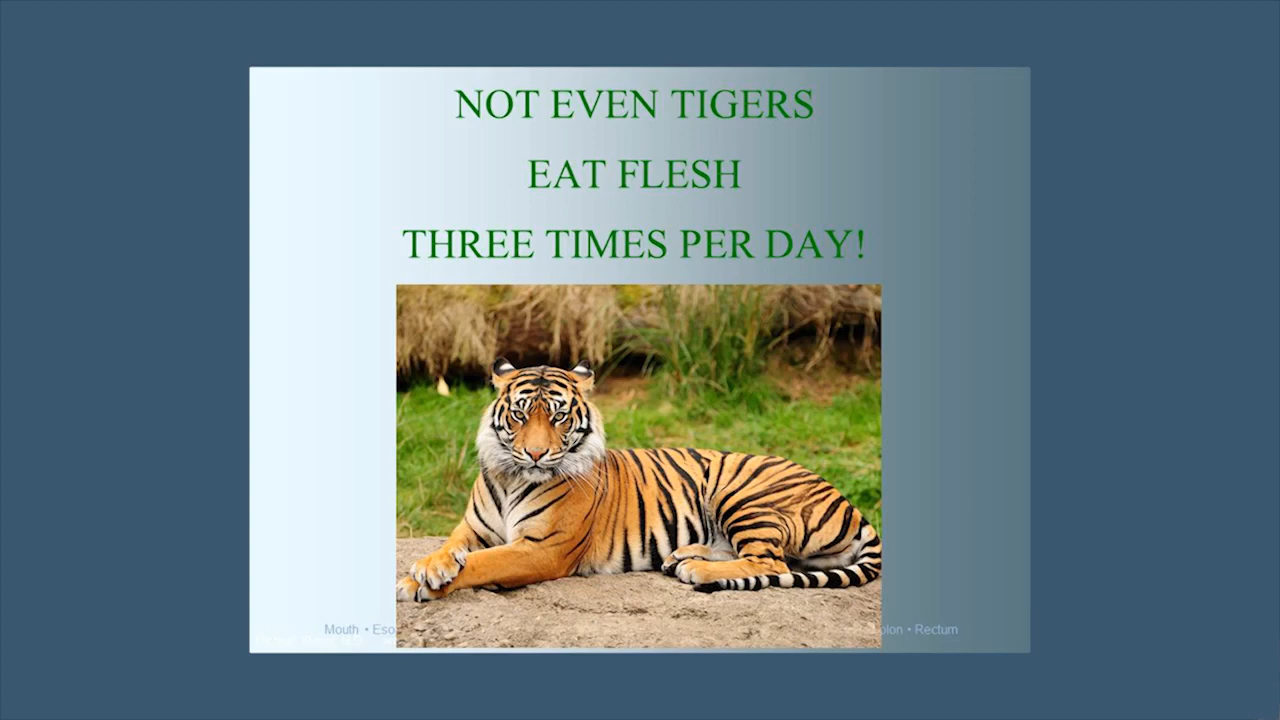 NOT EVEN TIGERS
EAT FLESH
THREE TIMES PER DAY!
Mouth • Eso
olon • Rectum